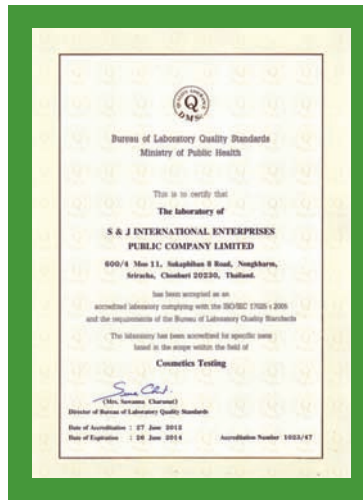 QUALITY ASSURANCE
Q
DMSc
Bureau of Laboratory Quality Standards
Ministry of Public Health
This is to certify that
The laboratory of
S & J INTERNATIONAL ENTERPRISES
PUBLIC COMPANY LIMITED
600/4 Moo 11, Sukaphiban 8 Road, Nongkharm,
Sriracha, Chonburi 20230, Thailand.
has been accepted as an
accredited laboratory complying with the ISO/IEC 17025 : 2005
and the requirements of the Bureau of Laboratory Quality Standards
The laboratory has been accredited for specific tests
listed in the scope within the field of
Cosmetics Testing
Director of Bureau of Laboratory Quality Standards
Date of Accreditation : 27 June 2012
Date of Expiration : 26 June 2014 Accreditation Number 1023/47